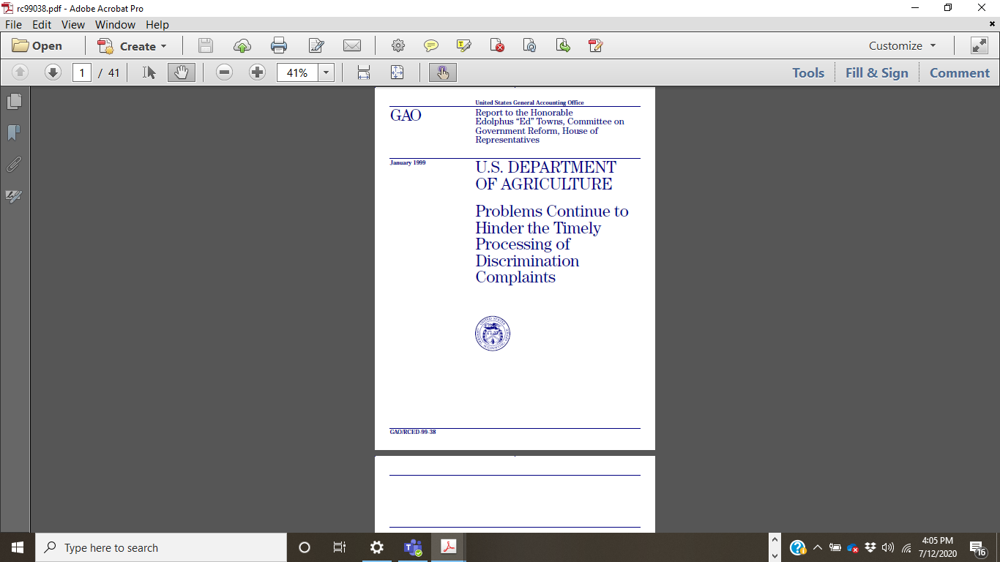 rc99038.pdf - Adobe Acrobat Pro
File Edit View Window Help
Open Create Customize
1 / 41 41% Tools Fill & Sign Comment
United States General Accounting Office
GAO
Report to the Honorable
Edolphus “Ed” Towns, Committee on
Government Reform, House of
Representatives
January 1999
U.S. DEPARTMENT
OF AGRICULTURE
Problems Continue to
Hinder the Timely
Processing of
Discrimination
Complaints
GAO/RCED-99-38
Type here to search
4:05 PM
7/12/2020
16